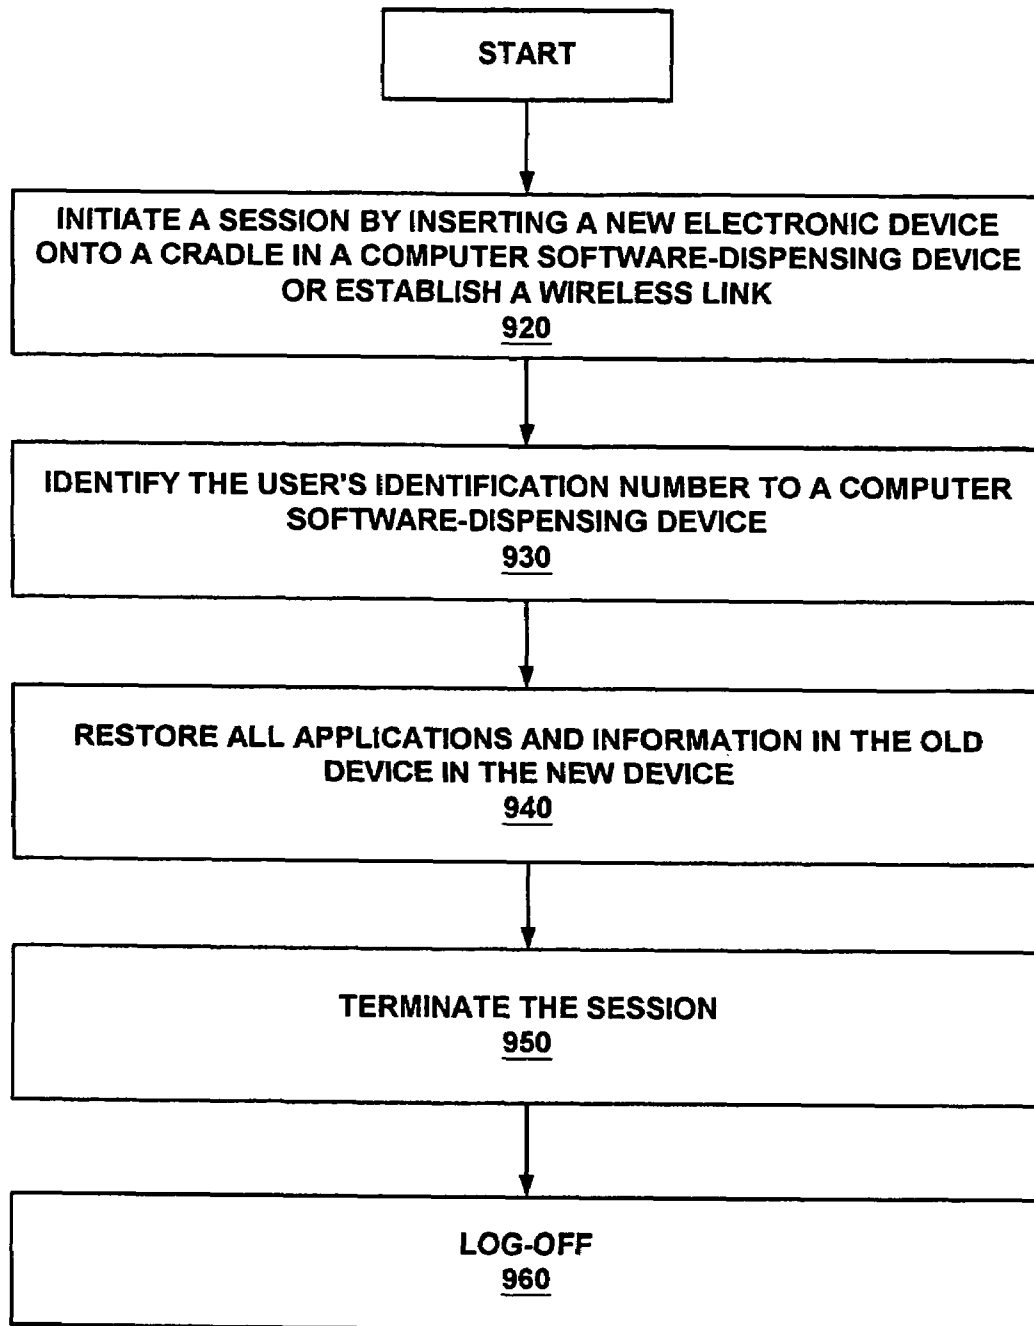 START
INITIATE A SESSION BY INSERTING A NEW ELECTRONIC DEVICE
ONTO A CRADLE IN A COMPUTER SOFTWARE-DISPENSING DEVICE
OR ESTABLISH A WIRELESS LINK
920
IDENTIFY THE USER'S IDENTIFICATION NUMBER TO A COMPUTER
SOFTWARE-DISPENSING DEVICE
930
RESTORE ALL APPLICATIONS AND INFORMATION IN THE OLD
DEVICE IN THE NEW DEVICE
940
TERMINATE THE SESSION
950
LOG-OFF
960